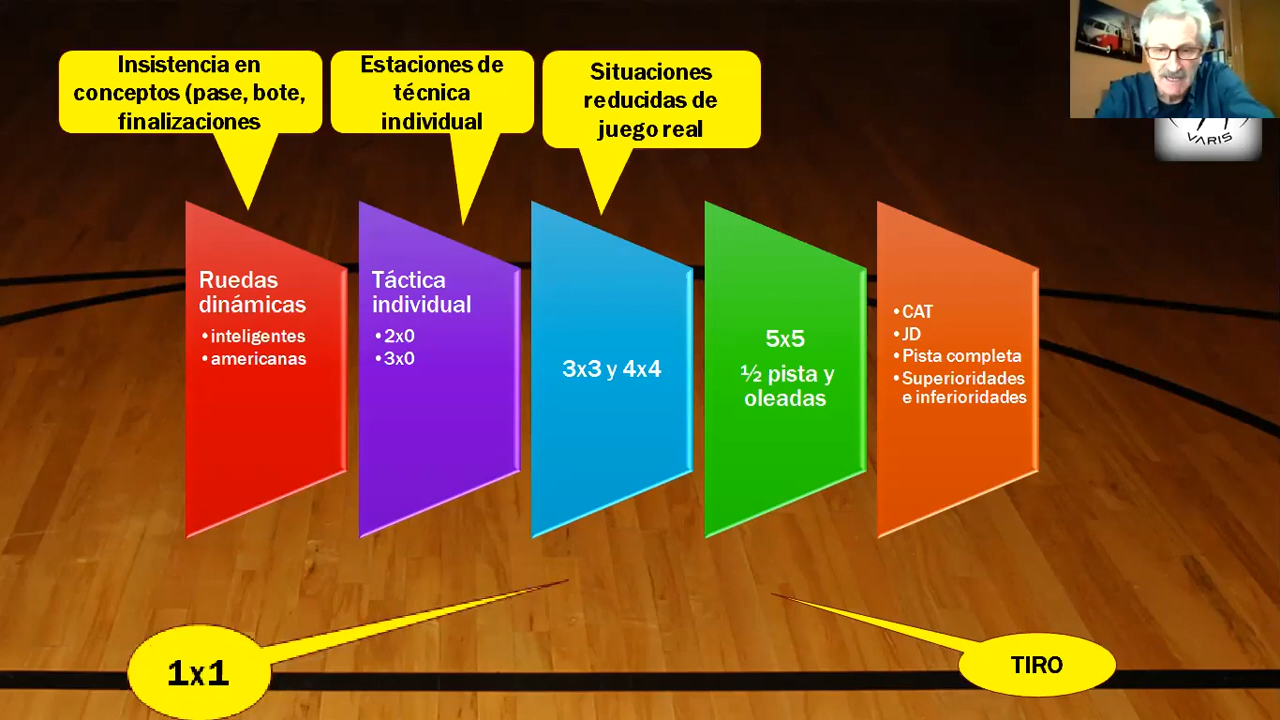 Insistencia en
conceptos (pase, bote,
finalizaciones
Estaciones de
técnica
individual
Situaciones
reducidas de
juego real
VARIS
Ruedas
dinámicas
• inteligentes
• americanas
Táctica
individual
• 2x0
• 3x0
3x3 y 4x4
5x5
½ pista y
oleadas
• CAT
• JD
• Pista completa
• Superioridades
e inferioridades
1x1
TIRO